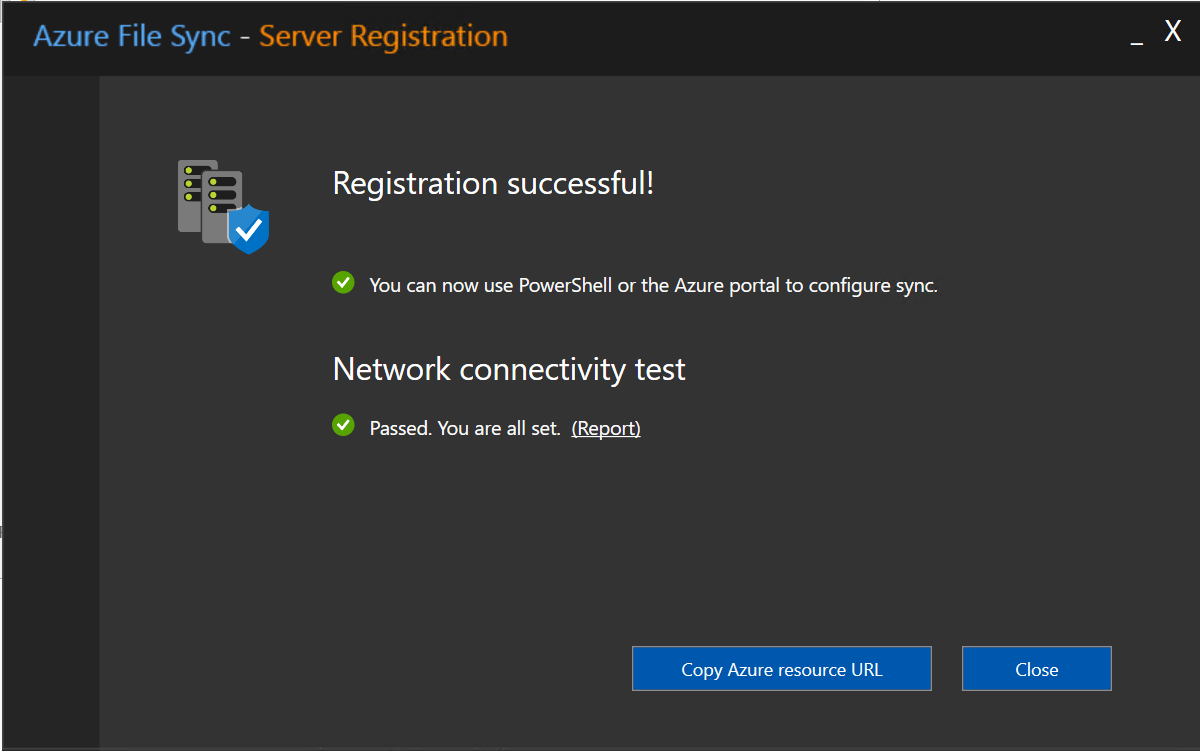 Azure File Sync - Server Registration
_ X
Registration successful!
You can now use PowerShell or the Azure portal to configure sync.
Network connectivity test
Passed. You are all set. (Report)
Copy Azure resource URL
Close